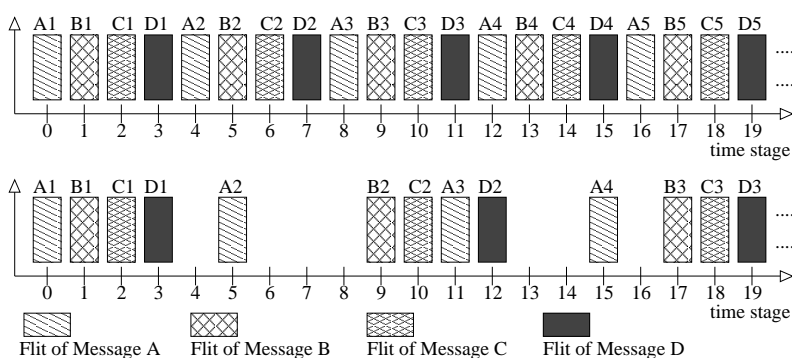 A1 B1 C1 D1 A2 B2 C2 D2 A3 B3 C3 D3 A4 B4 C4 D4 A5 B5 C5 D5
....
....
0 1 2 3 4 5 6 7 8 9 10 11 12 13 14 15 16 17 18 19
time stage
A1 B1 C1 D1 A2 B2 C2 A3 D2 A4 B3 C3 D3
....
....
0 1 2 3 4 5 6 7 8 9 10 11 12 13 14 15 16 17 18 19
time stage
Flit of Message A Flit of Message B Flit of Message C Flit of Message D